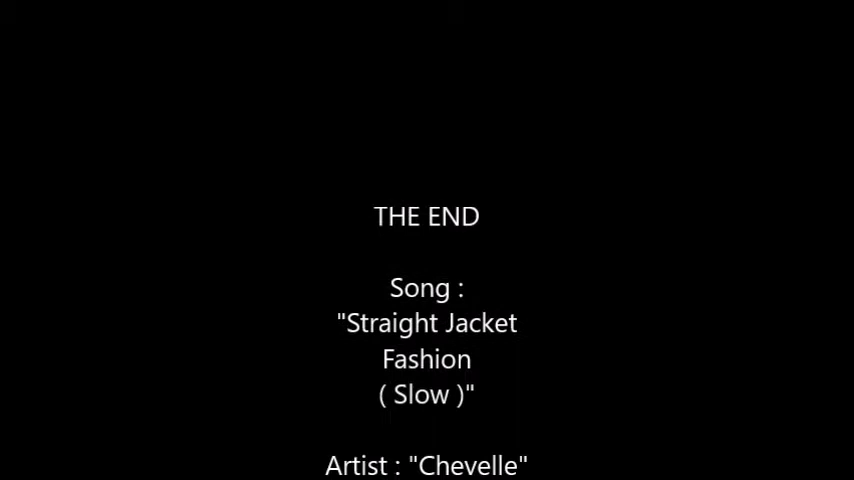 THE END
Song :
"Straight Jacket
Fashion
( Slow )"
Artist : "Chevelle"